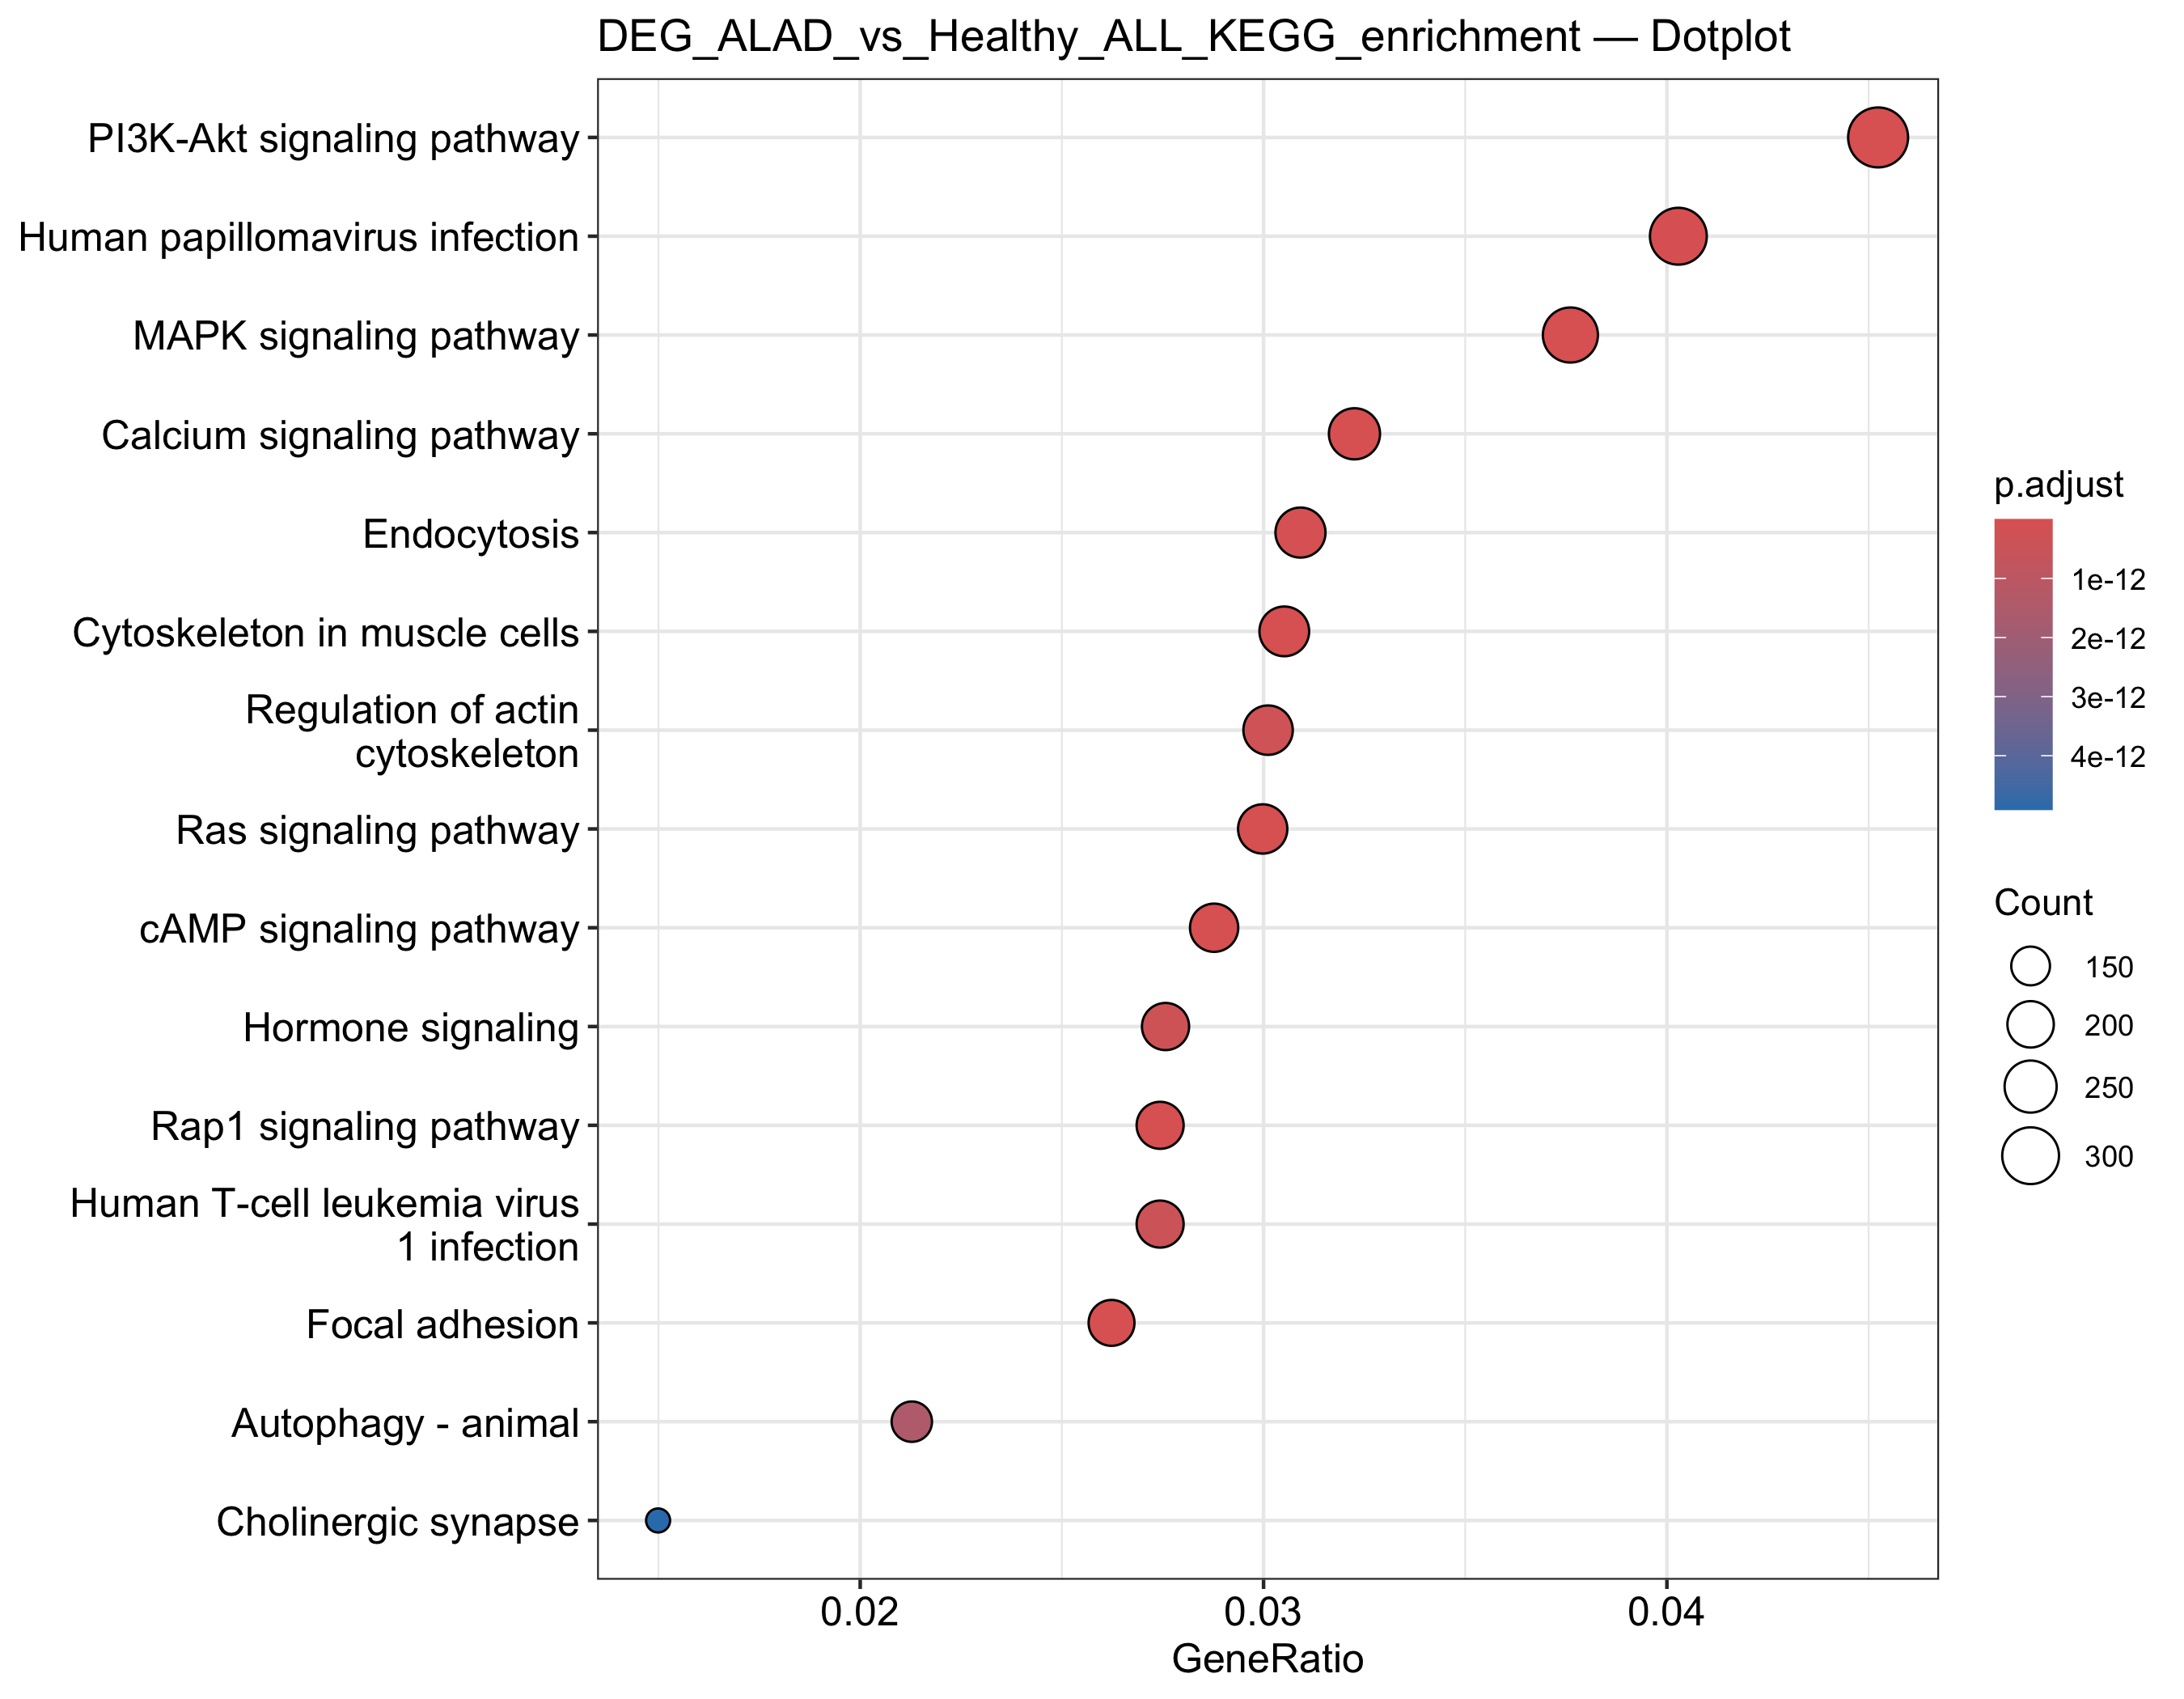 DEG_ALAD_vs_Healthy_ALL_KEGG_enrichment — Dotplot
PI3K-Akt signaling pathway
Human papillomavirus infection
MAPK signaling pathway
Calcium signaling pathway
Endocytosis
Cytoskeleton in muscle cells
Regulation of actin
cytoskeleton
Ras signaling pathway
cAMP signaling pathway
Hormone signaling
Rap1 signaling pathway
Human T-cell leukemia virus
1 infection
Focal adhesion
Autophagy - animal
Cholinergic synapse
0.02
0.03
0.04
GeneRatio
p.adjust
1e-12
2e-12
3e-12
4e-12
Count
150
200
250
300